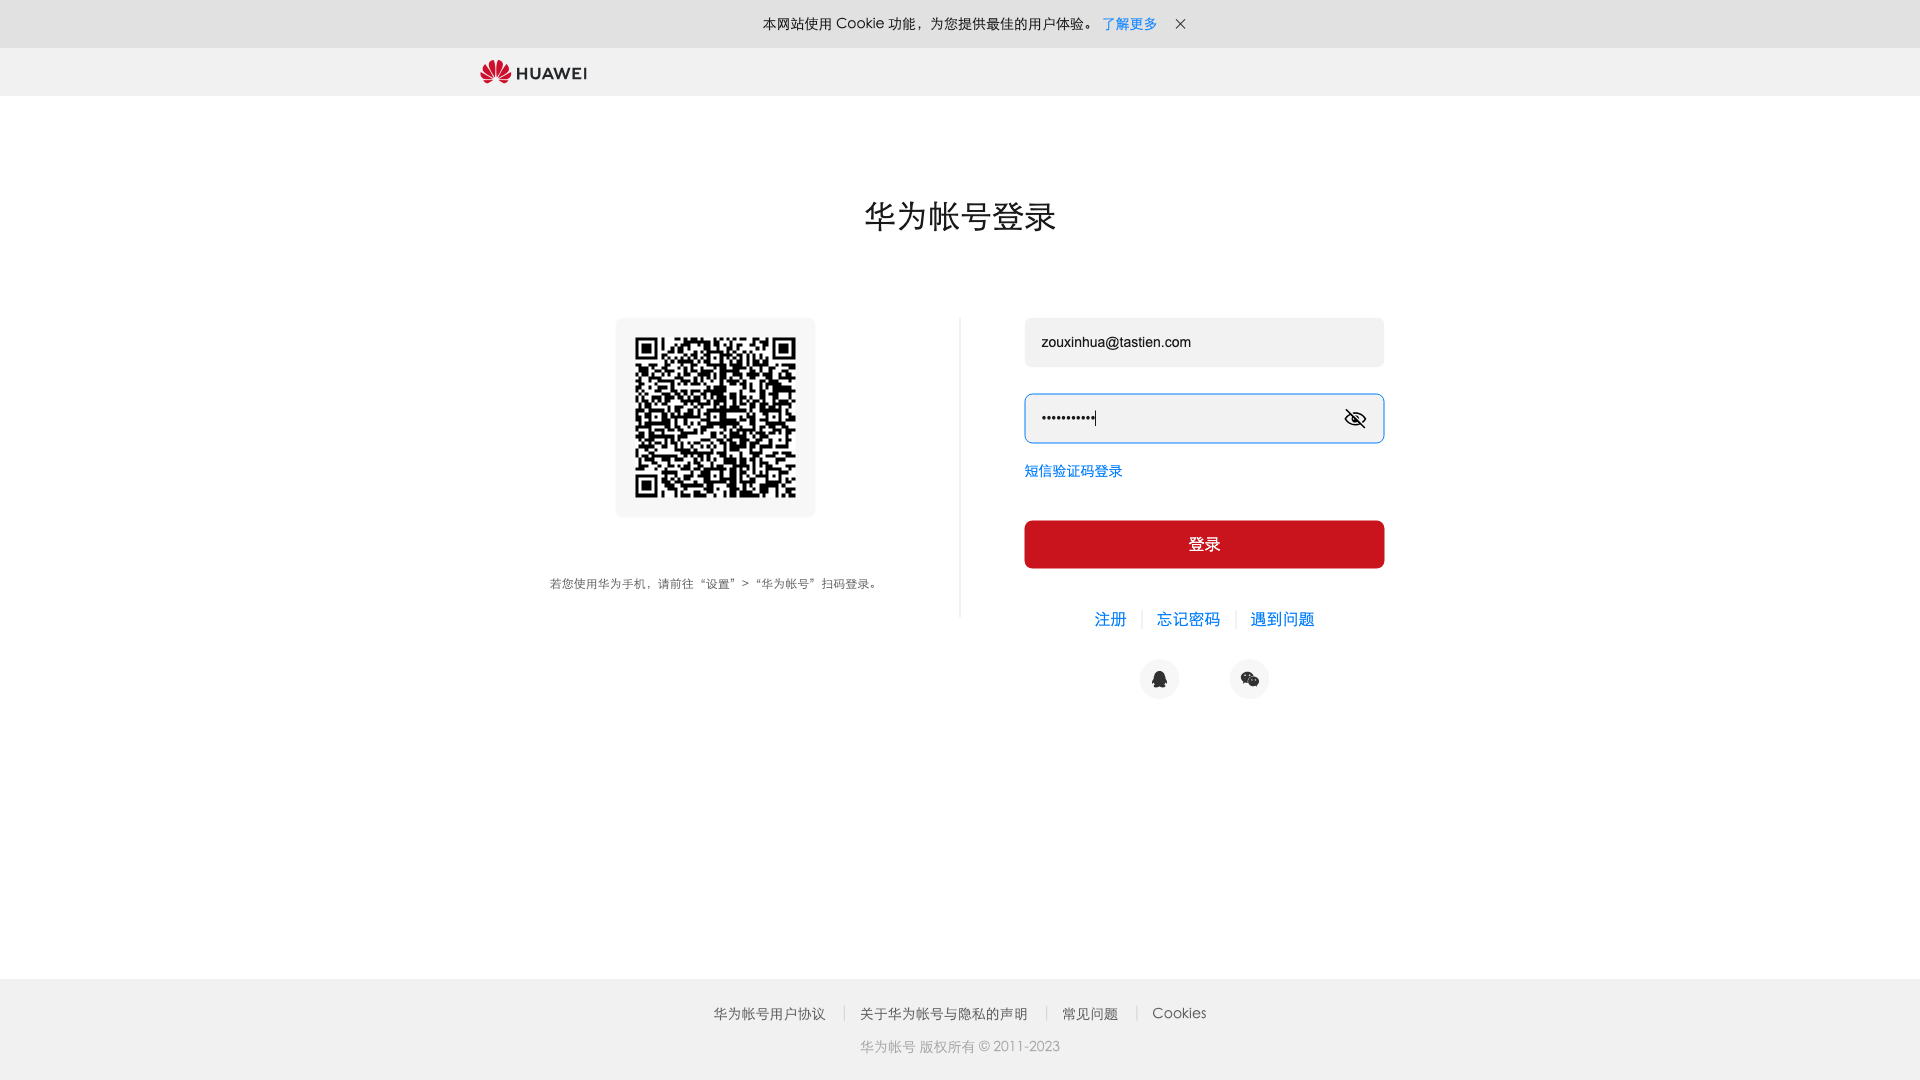 本网站使用 Cookie 功能，为您提供最佳的用户体验。 了解更多
HUAWEI
华为帐号登录
zouxinhua@tastien.com
•••••••••••
短信验证码登录
登录
若您使用华为手机，请前往“设置” > “华为帐号”扫码登录。
注册 忘记密码 遇到问题
华为帐号用户协议 关于华为帐号与隐私的声明 常见问题 Cookies
华为帐号 版权所有 © 2011-2023